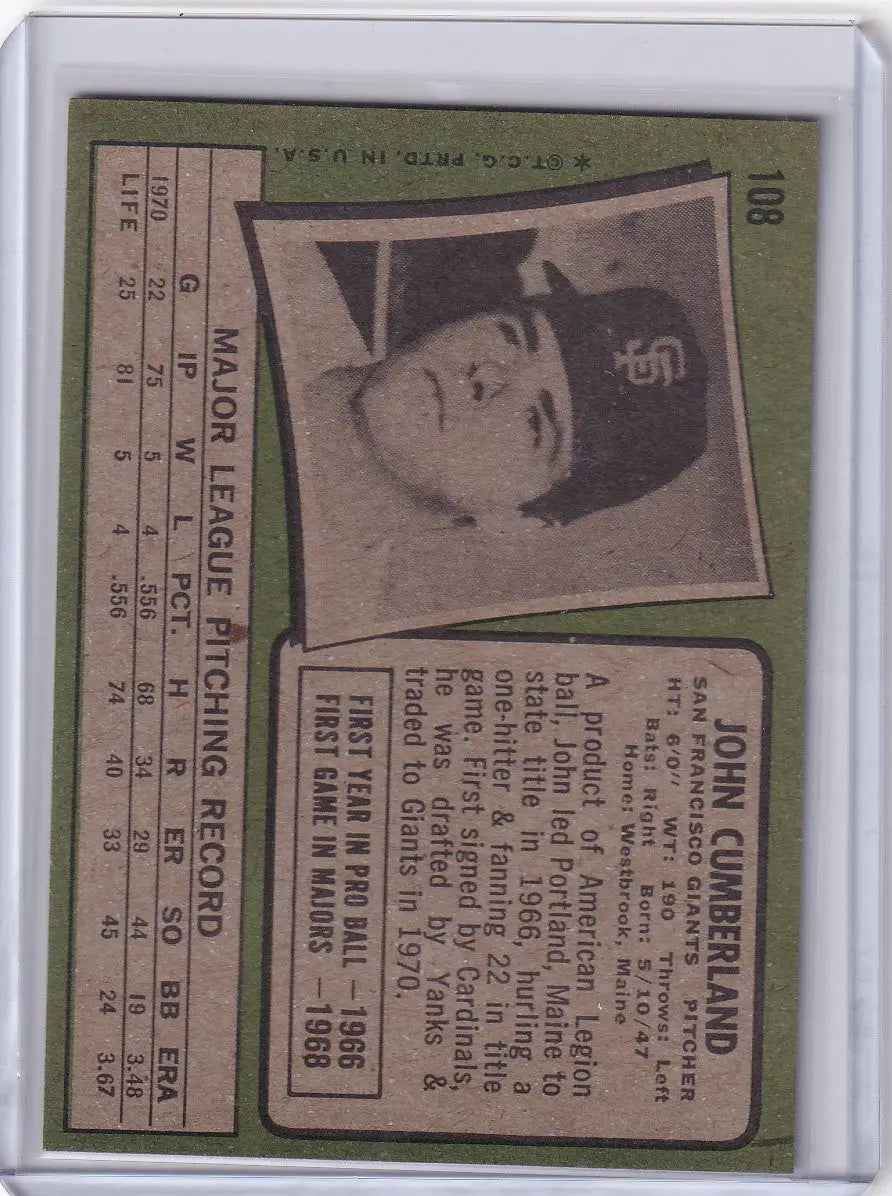 108
JOHN CUMBERLAND
SAN FRANCISCO GIANTS PITCHER
HT: 6'0" WT: 190 Throws: Left
Bats: Right Born: 5/10/47
Home: Westbrook, Maine
A product of American Legion
ball, John led Portland, Maine to
state title in 1966, hurling a
one-hitter & fanning 22 in title
game. First signed by Cardinals,
he was drafted by Yanks &
traded to Giants in 1970.
FIRST YEAR IN PRO BALL —1966
FIRST GAME IN MAJORS —1968
SF
*©T.C.G. PRTD. IN U.S.A.
MAJOR LEAGUE PITCHING RECORD
G IP W L PCT. H R ER SO BB ERA
1970 22 75 5 4 .556 68 34 29 44 19 3.48
LIFE 25 81 5 4 .556 74 40 33 45 24 3.67